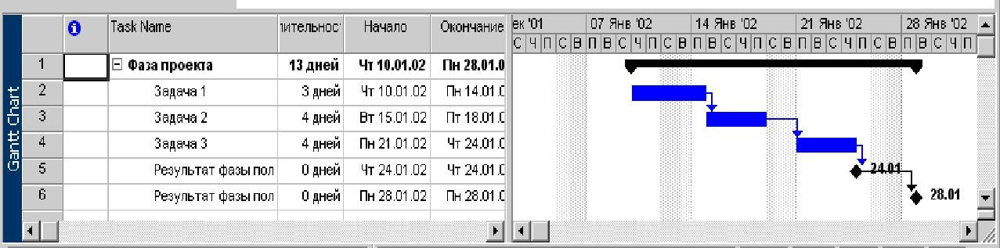 Task Name
лительнос
Начало
Окончание
ек '01
07 Янв '02
14 Янв '02
21 Янв '02
28 Янв '02
С Ч П С В П В С Ч П С В П В С Ч П С В П В С Ч П С В П В С Ч П
1 Фаза проекта 13 дней Чт 10.01.02 Пн 28.01.0
2 Задача 1 3 дней Чт 10.01.02 Пн 14.01.0
3 Задача 2 4 дней Вт 15.01.02 Пт 18.01.0
4 Задача 3 4 дней Пн 21.01.02 Чт 24.01.0
5 Результат фазы пол 0 дней Чт 24.01.02 Чт 24.01.0
24.01
6 Результат фазы пол 0 дней Пн 28.01.02 Пн 28.01.0
28.01
Gantt Chart